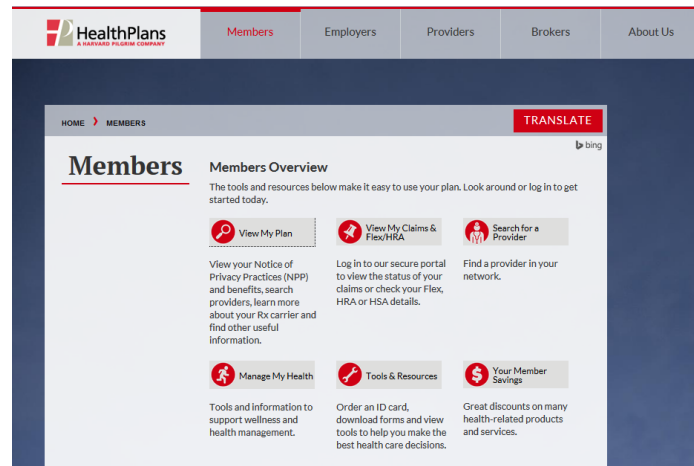 HealthPlans
A HARVARD PILGRIM COMPANY
Members
Employers
Providers
Brokers
About Us
HOME > MEMBERS
TRANSLATE
bing
Members
Members Overview
The tools and resources below make it easy to use your plan. Look around or log in to get
started today.
View My Plan
View your Notice of
Privacy Practices (NPP)
and benefits, search
providers, learn more
about your Rx carrier and
find other useful
information.
View My Claims &
Flex/HRA
Log in to our secure portal
to view the status of your
claims or check your Flex,
HRA or HSA details.
Search for a
Provider
Find a provider in your
network.
Manage My Health
Tools and information to
support wellness and
health management.
Tools & Resources
Order an ID card,
download forms and view
tools to help you make the
best health care decisions.
Your Member
Savings
Great discounts on many
health-related products
and services.